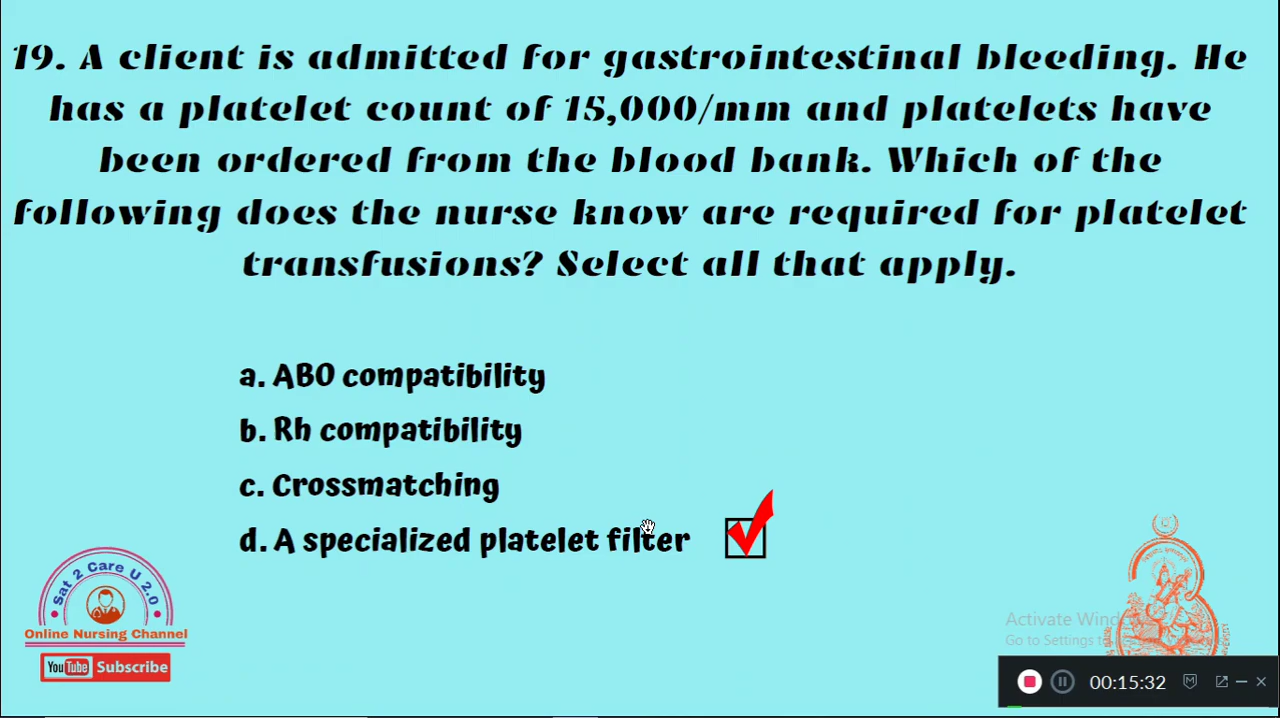 19. A client is admitted for gastrointestinal bleeding. He
has a platelet count of 15,000/mm and platelets have
been ordered from the blood bank. Which of the
following does the nurse know are required for platelet
transfusions? Select all that apply.
a. ABO compatibility
b. Rh compatibility
c. Crossmatching
d. A specialized platelet filter
Sat 2 Care U 2.0
Online Nursing Channel
YouTube Subscribe
Activate Wind
Go to Settings t
00:15:32